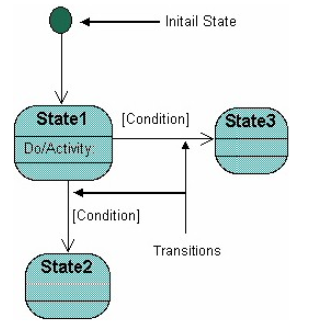 Initail State
State1
[Condition]
State3
Do/Activity:
[Condition]
Transitions
State2